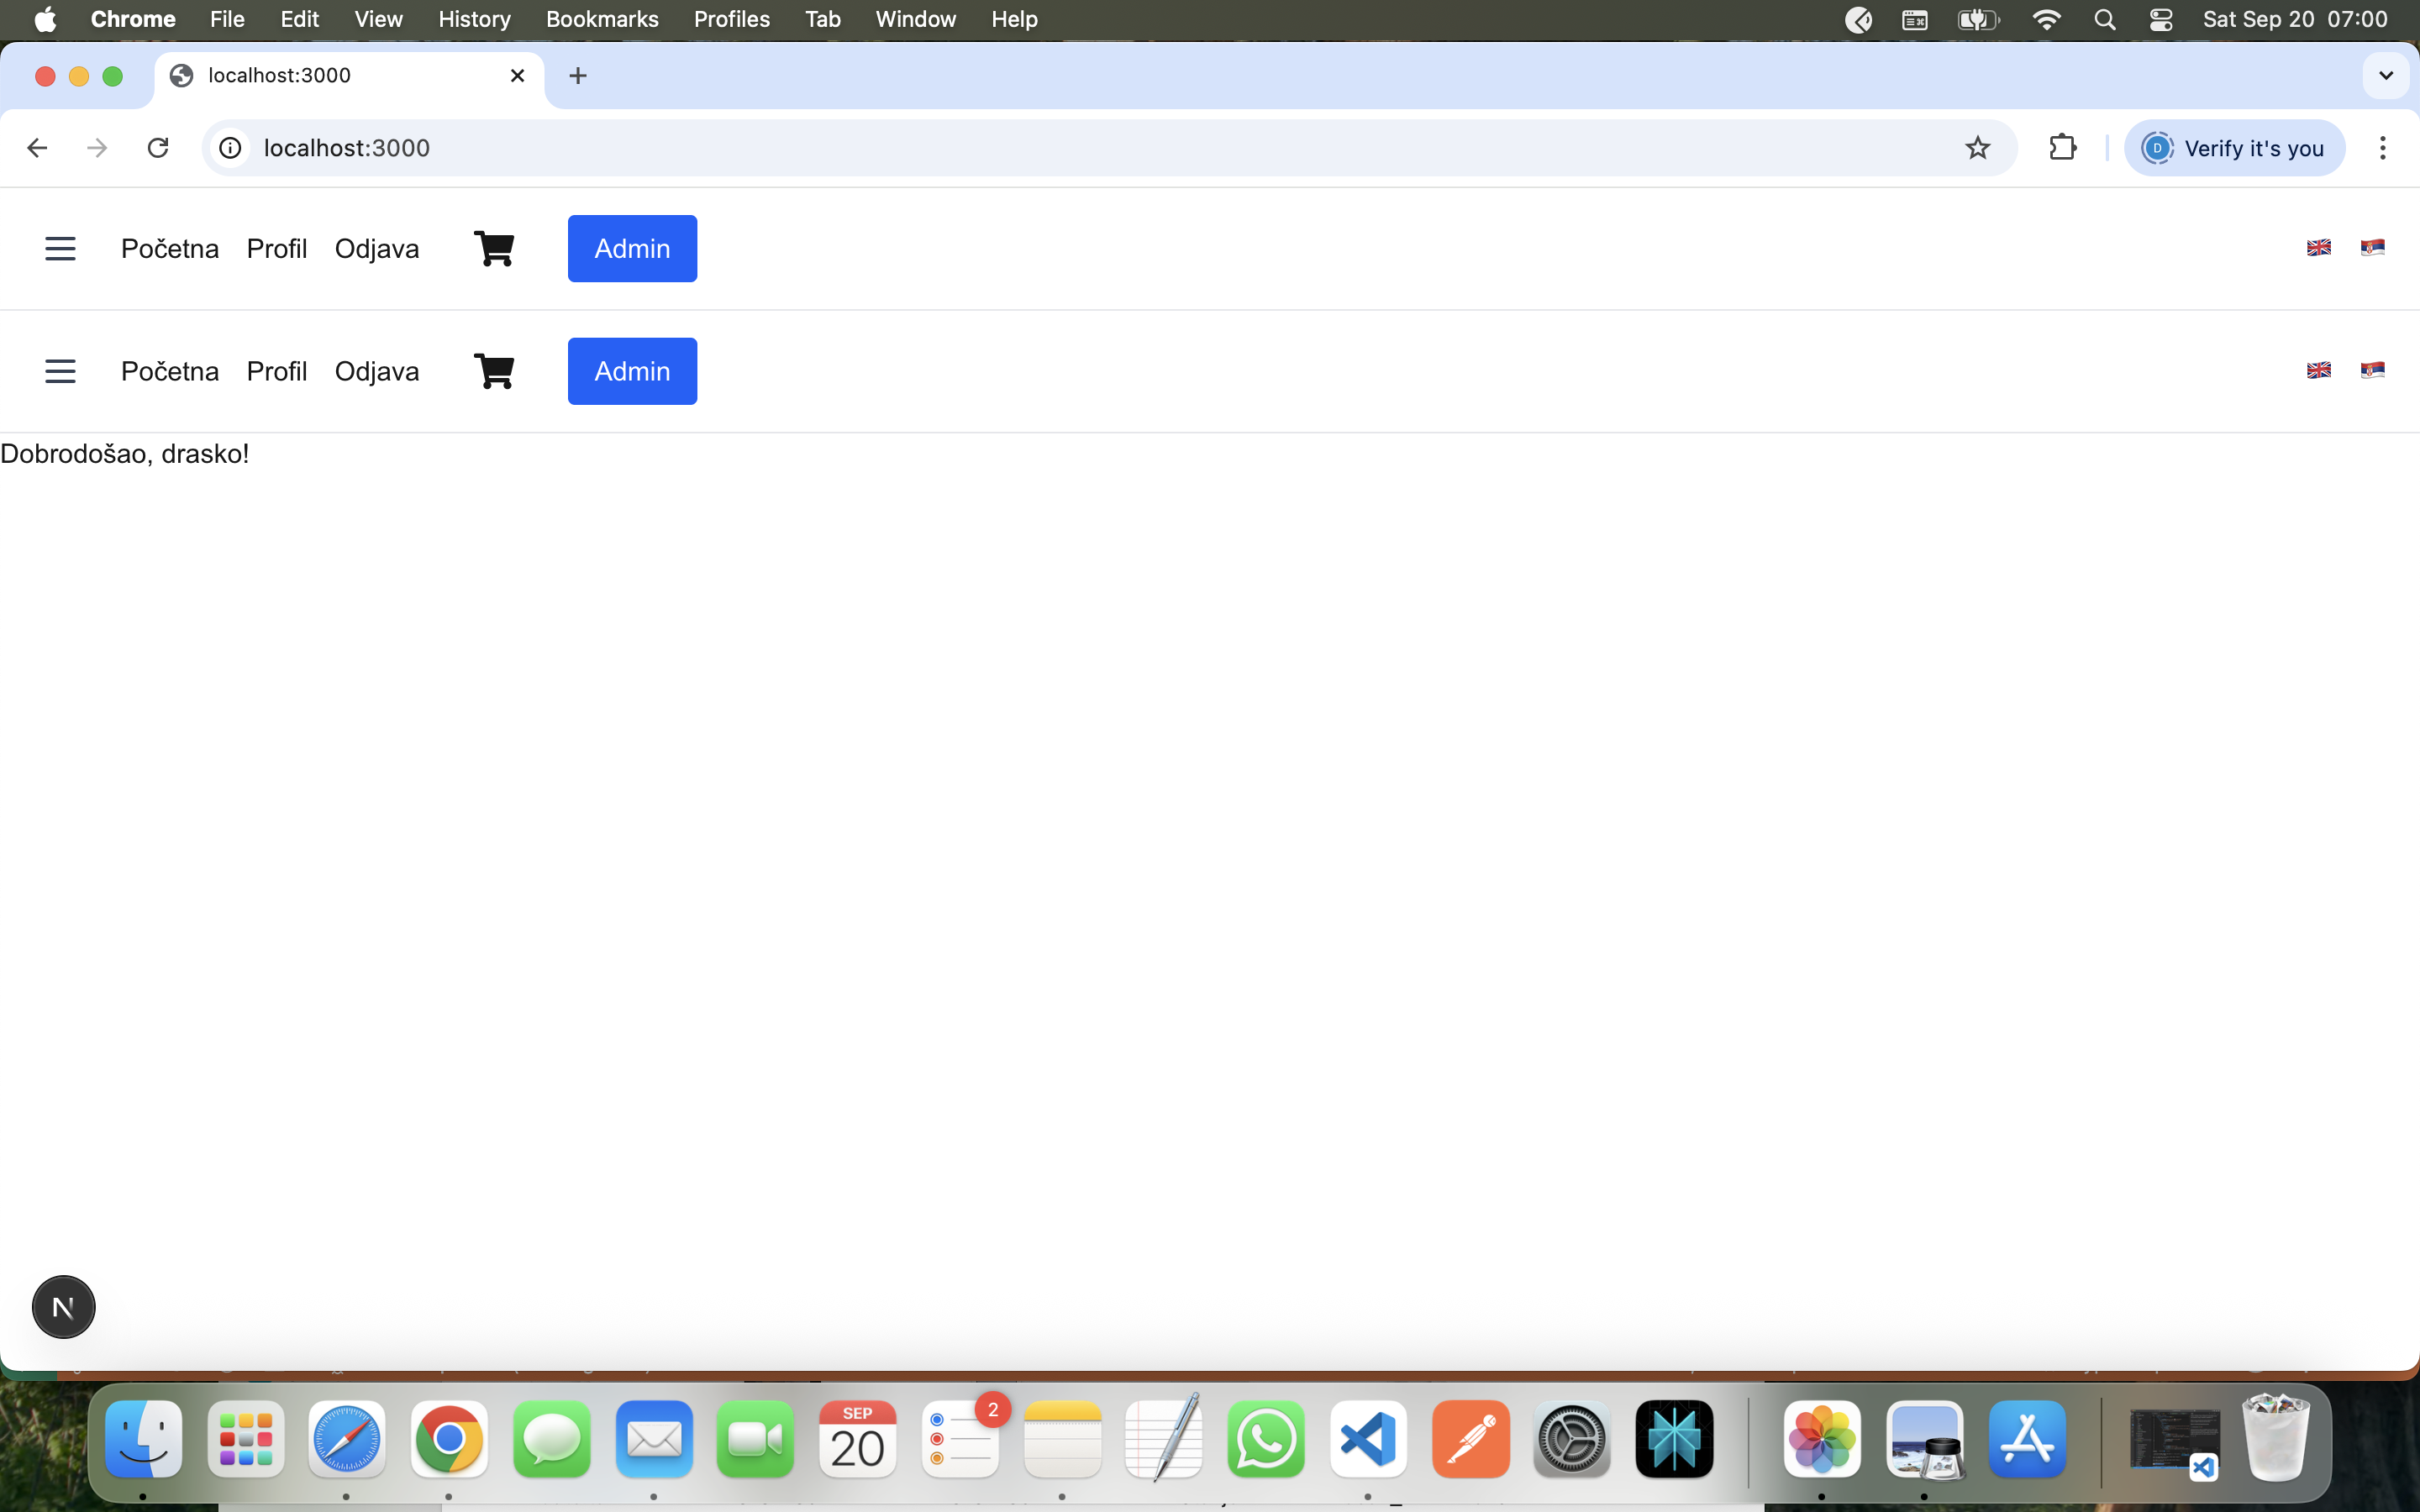 Chrome File Edit View History Bookmarks Profiles Tab Window Help Sat Sep 20 07:00
localhost:3000
localhost:3000 D Verify it's you
Početna Profil Odjava Admin
Početna Profil Odjava Admin
Dobrodošao, drasko!
N
SEP 2
20